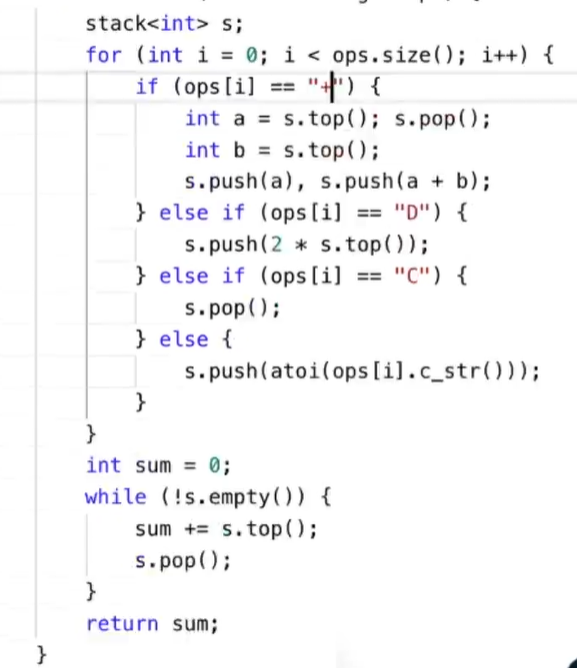 stack<int> s;
for (int i = 0; i < ops.size(); i++) {
if (ops[i] == "+") {
int a = s.top(); s.pop();
int b = s.top();
s.push(a), s.push(a + b);
} else if (ops[i] == "D") {
s.push(2 * s.top());
} else if (ops[i] == "C") {
s.pop();
} else {
s.push(atoi(ops[i].c_str()));
}
}
int sum = 0;
while (!s.empty()) {
sum += s.top();
s.pop();
}
return sum;
}